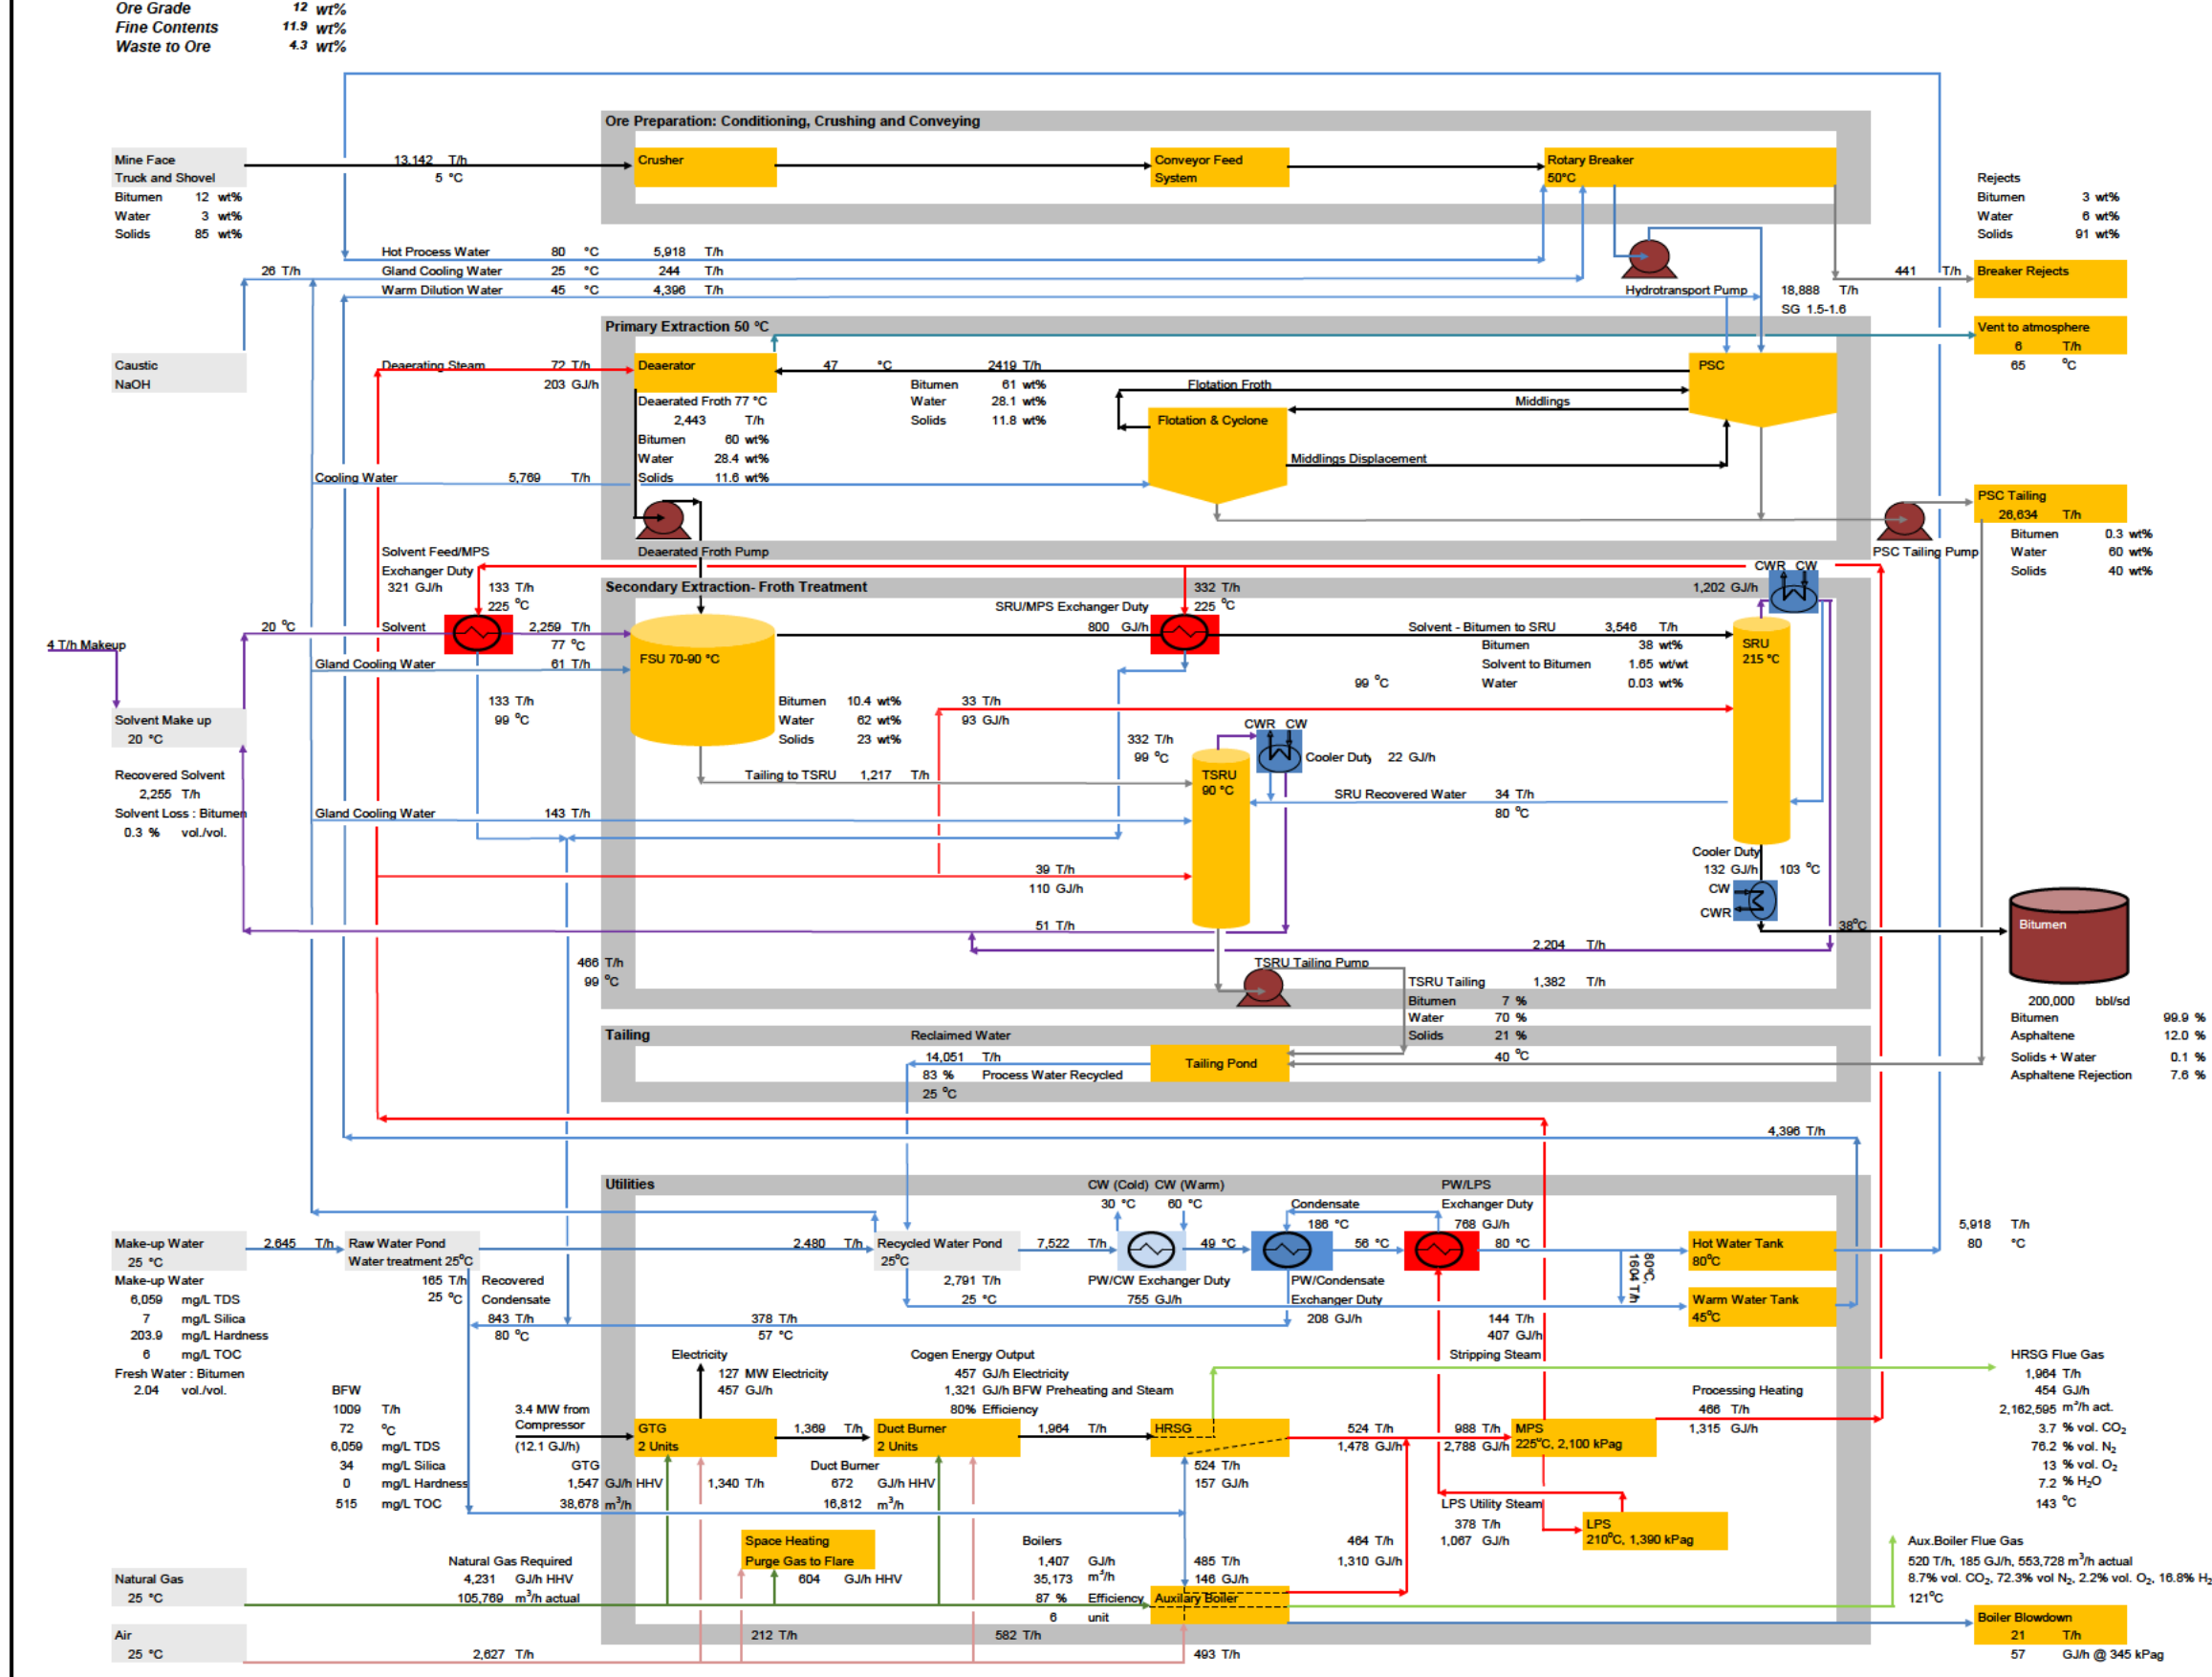 Ore Grade 12 wt%
Fine Contents 11.9 wt%
Waste to Ore 4.3 wt%
Ore Preparation: Conditioning, Crushing and Conveying
Mine Face
Truck and Shovel
Bitumen 12 wt%
Water 3 wt%
Solids 85 wt%
13,142 T/h
5 °C
Crusher
Conveyor Feed
System
Rotary Breaker
50°C
Rejects
Bitumen 3 wt%
Water 6 wt%
Solids 91 wt%
Hot Process Water 80 °C 5,918 T/h
26 T/h
Gland Cooling Water 25 °C 244 T/h
Warm Dilution Water 45 °C 4,396 T/h
Hydrotransport Pump
18,888 T/h
SG 1.5-1.6
441 T/h
Breaker Rejects
Primary Extraction 50 °C
Vent to atmosphere
6 T/h
65 °C
Caustic
NaOH
Deaerating Steam 72 T/h
203 GJ/h
Deaerator
47 °C 2419 T/h
Bitumen 61 wt%
Water 28.1 wt%
Solids 11.8 wt%
PSC
Flotation Froth
Middlings
Flotation & Cyclone
Middlings Displacement
Deaerated Froth 77 °C
2,443 T/h
Bitumen 60 wt%
Water 28.4 wt%
Solids 11.6 wt%
Cooling Water 5,769 T/h
Deaerated Froth Pump
PSC Tailing Pump
PSC Tailing
26,634 T/h
Bitumen 0.3 wt%
Water 60 wt%
Solids 40 wt%
Solvent Feed/MPS
Exchanger Duty
321 GJ/h
133 T/h
225 °C
Secondary Extraction- Froth Treatment
332 T/h
225 °C
SRU/MPS Exchanger Duty
800 GJ/h
1,202 GJ/h
CWR CW
4 T/h Makeup
20 °C
Solvent 2,259 T/h
77 °C
Gland Cooling Water 61 T/h
133 T/h
99 °C
FSU 70-90 °C
Solvent - Bitumen to SRU 3,546 T/h
Bitumen 38 wt%
Solvent to Bitumen 1.65 wt/wt
99 °C
Water 0.03 wt%
SRU
215 °C
Solvent Make up
20 °C
Bitumen 10.4 wt%
Water 62 wt%
Solids 23 wt%
33 T/h
93 GJ/h
332 T/h
99 °C
CWR CW
Cooler Duty 22 GJ/h
Recovered Solvent
2,255 T/h
Solvent Loss : Bitumen
0.3 % vol./vol.
Tailing to TSRU 1,217 T/h
TSRU
90 °C
SRU Recovered Water 34 T/h
80 °C
Gland Cooling Water 143 T/h
39 T/h
110 GJ/h
Cooler Duty
132 GJ/h 103 °C
CW
CWR
51 T/h
2,204 T/h
38°C
Bitumen
466 T/h
99 °C
TSRU Tailing Pump
TSRU Tailing 1,382 T/h
Bitumen 7 %
Water 70 %
Solids 21 %
40 °C
200,000 bbl/sd
Bitumen 99.9 %
Asphaltene 12.0 %
Solids + Water 0.1 %
Asphaltene Rejection 7.6 %
Tailing
Reclaimed Water
14,051 T/h
83 % Process Water Recycled
25 °C
Tailing Pond
4,396 T/h
Utilities
CW (Cold) CW (Warm)
30 °C 60 °C
Condensate
186 °C
PW/LPS
Exchanger Duty
768 GJ/h
5,918 T/h
80 °C
Make-up Water
25 °C
2,645 T/h
Raw Water Pond
Water treatment 25°C
2,480 T/h
Recycled Water Pond
25°C
7,522 T/h
49 °C
56 °C
80 °C
80°C,
1604 T/h
Hot Water Tank
80°C
Warm Water Tank
45°C
Make-up Water
6,059 mg/L TDS
7 mg/L Silica
203.9 mg/L Hardness
6 mg/L TOC
Fresh Water : Bitumen
2.04 vol./vol.
165 T/h
25 °C
Recovered
Condensate
843 T/h
80 °C
2,791 T/h
25 °C
PW/CW Exchanger Duty
755 GJ/h
PW/Condensate
Exchanger Duty
208 GJ/h
378 T/h
57 °C
144 T/h
407 GJ/h
Stripping Steam
BFW
1009 T/h
72 °C
6,059 mg/L TDS
34 mg/L Silica
0 mg/L Hardness
515 mg/L TOC
Electricity
127 MW Electricity
457 GJ/h
Cogen Energy Output
457 GJ/h Electricity
1,321 GJ/h BFW Preheating and Steam
80% Efficiency
3.4 MW from
Compressor
(12.1 GJ/h)
GTG
2 Units
1,369 T/h
Duct Burner
2 Units
1,964 T/h
HRSG
524 T/h
1,478 GJ/h
988 T/h
2,788 GJ/h
MPS
225°C, 2,100 kPag
Processing Heating
466 T/h
1,315 GJ/h
HRSG Flue Gas
1,964 T/h
454 GJ/h
2,162,595 m³/h act.
3.7 % vol. CO₂
76.2 % vol. N₂
13 % vol. O₂
7.2 % H₂O
143 °C
GTG
1,547 GJ/h HHV
38,678 m³/h
1,340 T/h
Duct Burner
672 GJ/h HHV
16,812 m³/h
524 T/h
157 GJ/h
LPS Utility Steam
378 T/h
1,067 GJ/h
LPS
210°C, 1,390 kPag
Space Heating
Purge Gas to Flare
604 GJ/h HHV
Boilers
1,407 GJ/h
35,173 m³/h
87 % Efficiency
6 unit
485 T/h
146 GJ/h
464 T/h
1,310 GJ/h
Auxilary Boiler
Natural Gas
25 °C
Natural Gas Required
4,231 GJ/h HHV
105,769 m³/h actual
Aux.Boiler Flue Gas
520 T/h, 185 GJ/h, 553,728 m³/h actual
8.7% vol. CO₂, 72.3% vol N₂, 2.2% vol. O₂, 16.8% H₂
121°C
Air
25 °C
2,627 T/h
212 T/h
582 T/h
493 T/h
Boiler Blowdown
21 T/h
57 GJ/h @ 345 kPag